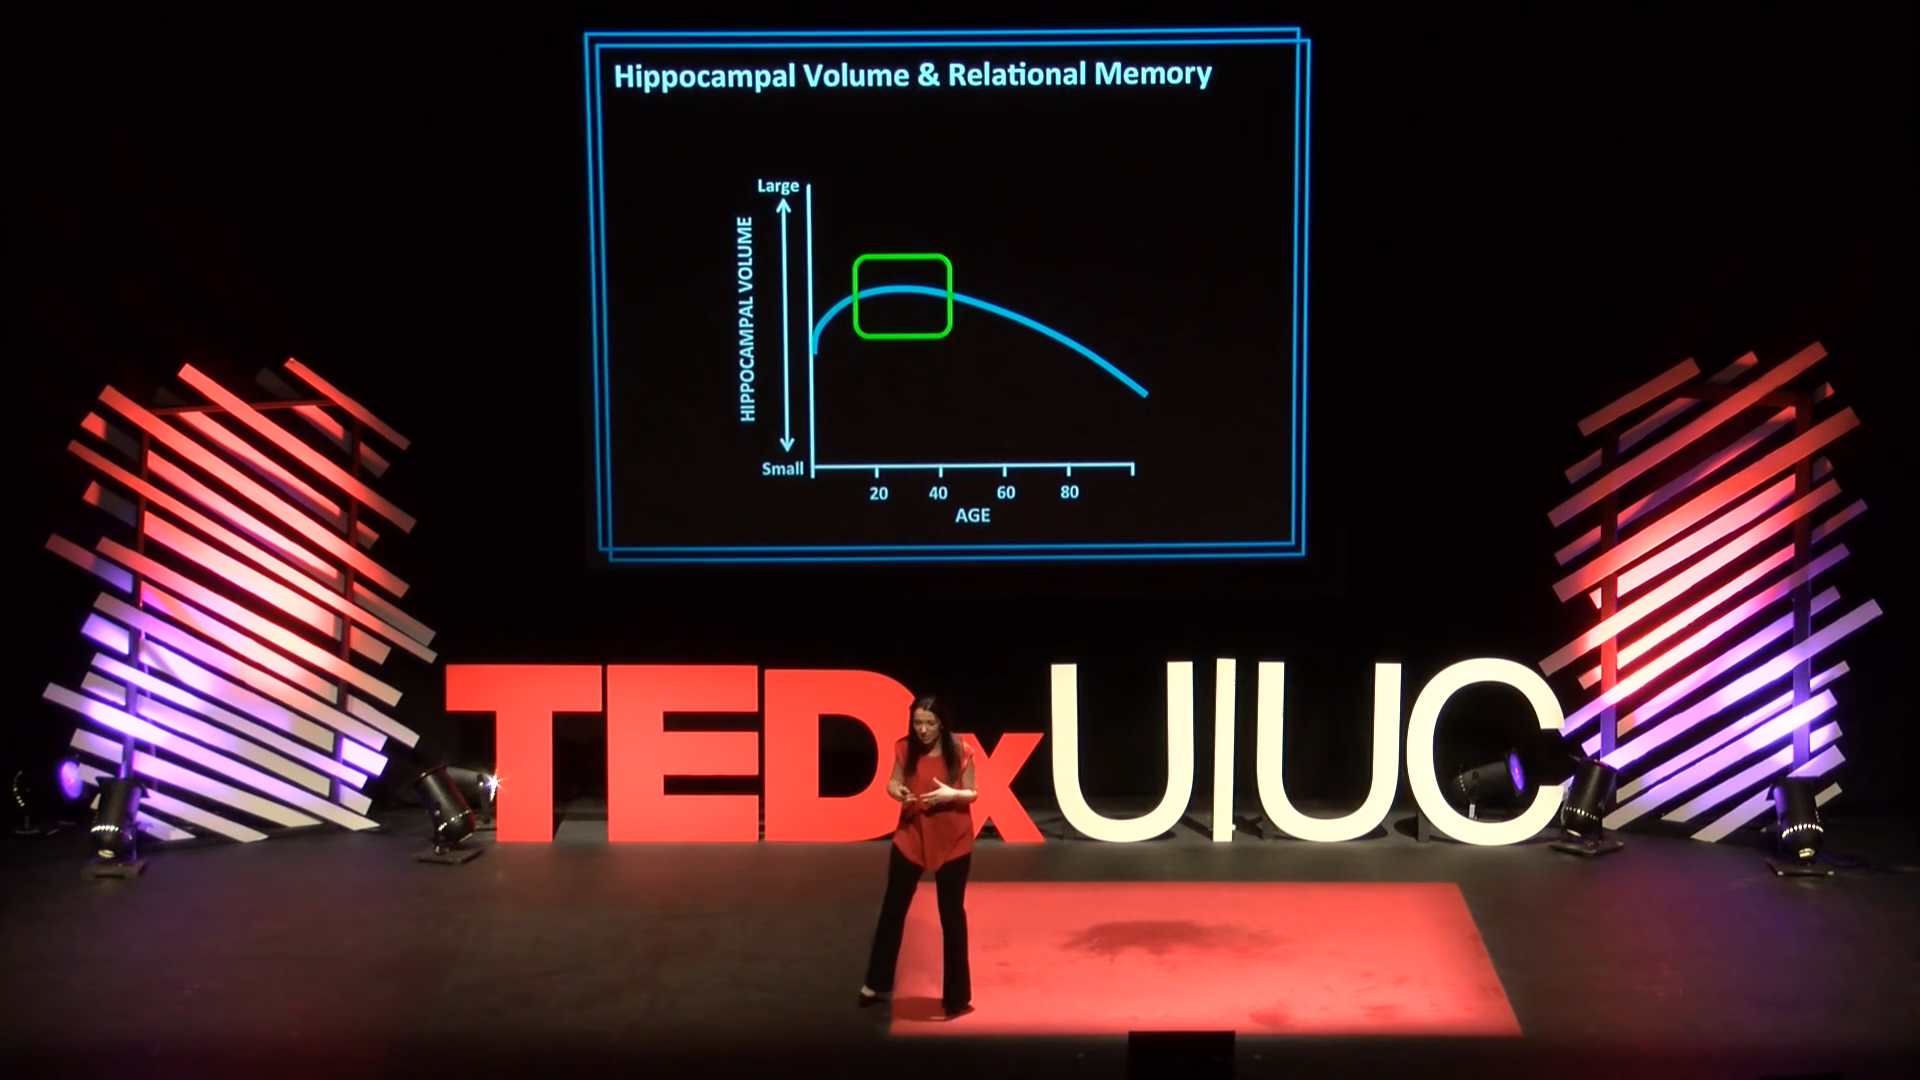 Hippocampal Volume & Relational Memory
Large
HIPPOCAMPAL VOLUME
Small
20 40 60 80
AGE
TEDxUIUC